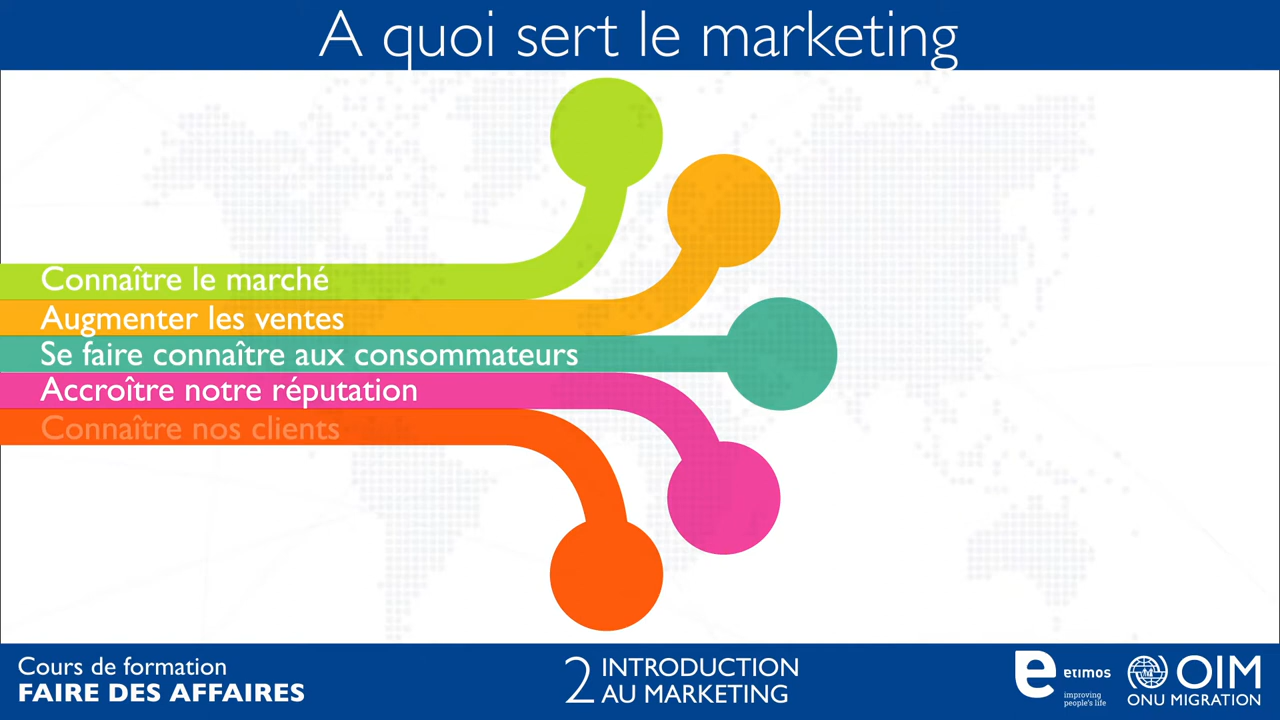 A quoi sert le marketing
Connaître le marché
Augmenter les ventes
Se faire connaître aux consommateurs
Accroître notre réputation
Connaître nos clients
Cours de formation
FAIRE DES AFFAIRES
2 INTRODUCTION
AU MARKETING
e etimos
improving
people's life
OIM
ONU MIGRATION